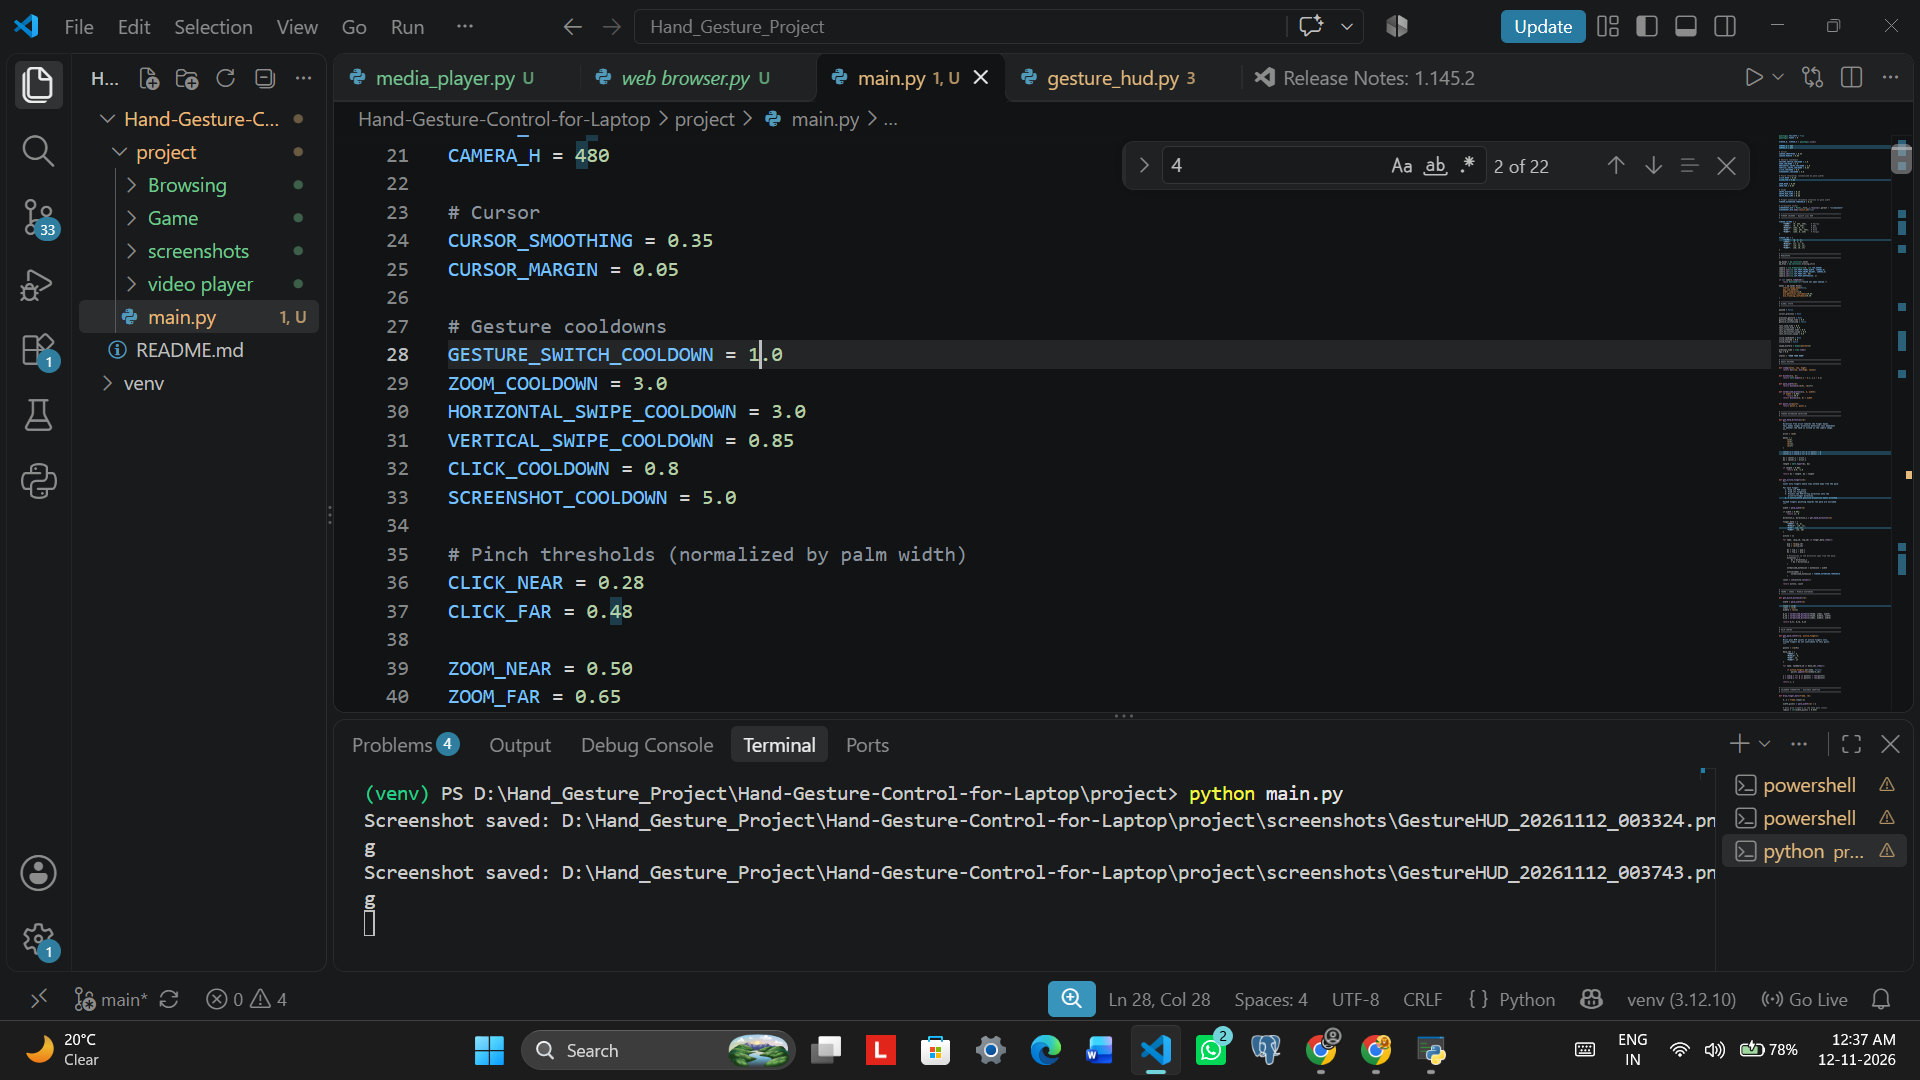 File Edit Selection View Go Run ... Hand_Gesture_Project Update
H... media_player.py U web browser.py U main.py 1, U gesture_hud.py 3 Release Notes: 1.145.2
Hand-Gesture-C...
project
Browsing
Game
screenshots
video player
main.py 1, U
README.md
venv
33
1
1
Hand-Gesture-Control-for-Laptop > project > main.py > ...
4 Aa ab .* 2 of 22
21 CAMERA_H = 480
22
23 # Cursor
24 CURSOR_SMOOTHING = 0.35
25 CURSOR_MARGIN = 0.05
26
27 # Gesture cooldowns
28 GESTURE_SWITCH_COOLDOWN = 1.0
29 ZOOM_COOLDOWN = 3.0
30 HORIZONTAL_SWIPE_COOLDOWN = 3.0
31 VERTICAL_SWIPE_COOLDOWN = 0.85
32 CLICK_COOLDOWN = 0.8
33 SCREENSHOT_COOLDOWN = 5.0
34
35 # Pinch thresholds (normalized by palm width)
36 CLICK_NEAR = 0.28
37 CLICK_FAR = 0.48
38
39 ZOOM_NEAR = 0.50
40 ZOOM_FAR = 0.65
Problems 4 Output Debug Console Terminal Ports
(venv) PS D:\Hand_Gesture_Project\Hand-Gesture-Control-for-Laptop\project> python main.py
Screenshot saved: D:\Hand_Gesture_Project\Hand-Gesture-Control-for-Laptop\project\screenshots\GestureHUD_20261112_003324.pn
g
Screenshot saved: D:\Hand_Gesture_Project\Hand-Gesture-Control-for-Laptop\project\screenshots\GestureHUD_20261112_003743.pn
g
powershell
powershell
python pr...
main* 0 4 Ln 28, Col 28 Spaces: 4 UTF-8 CRLF { } Python venv (3.12.10) Go Live
20°C
Clear
Search
L
W
2
ENG
IN
78%
12:37 AM
12-11-2026